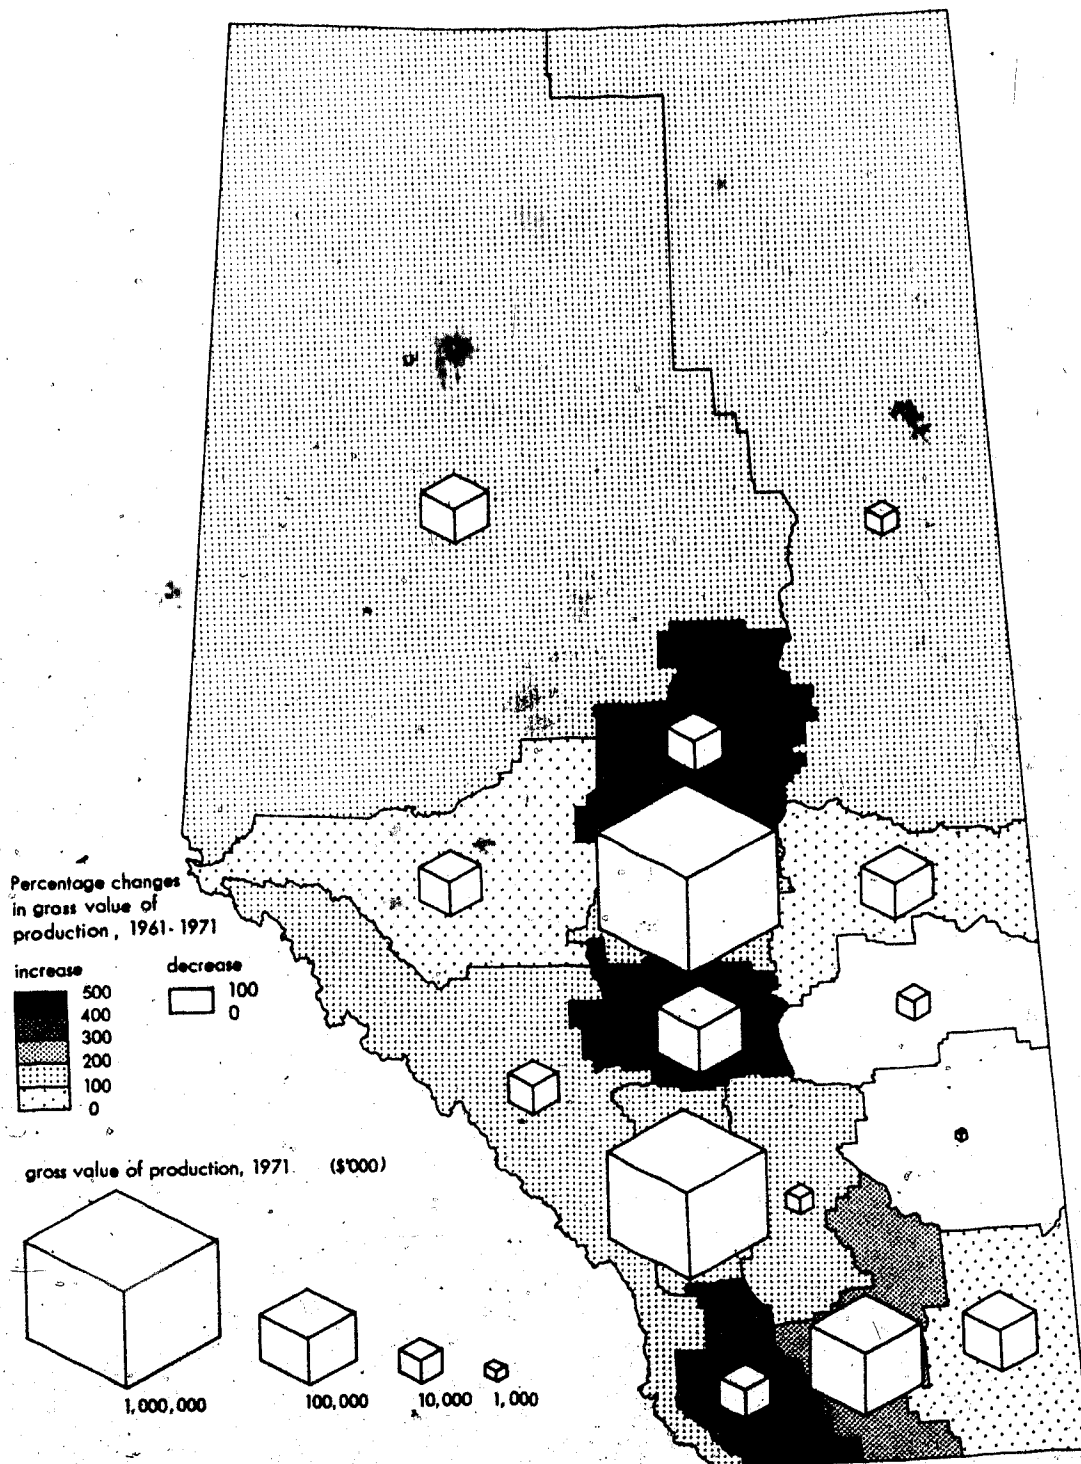 Percentage changes
in gross value of
production, 1961-1971
increase
decrease
500
400
300
200
100
0
100
0
gross value of production, 1971 ($'000)
1,000,000
100,000
10,000
1,000